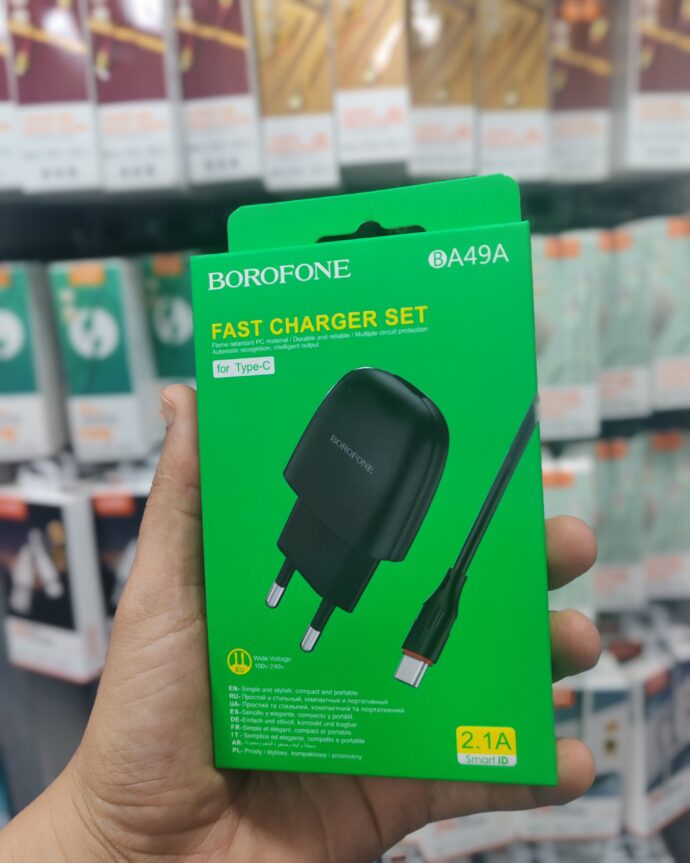 BOROFONE
BA49A
FAST CHARGER SET
Flame retardant PC material / Durable and reliable / Multiple circuit protection
Automatic recognition, intelligent output
for Type-C
BOROFONE
EU
Wide Voltage
100v 240v
EN- Simple and stylish, compact and portable
RU- Простой и стильный, компактный и портативный
UA- Простий та стильний, компактний та портативний
ES- Sencillo y elegante, compacto y portátil
DE- Einfach und stilvoll, kompakt und tragbar
FR- Simple et élégant, compact et portable
IT- Semplice ed elegante, compatto e portabile
AR-
PL- Prosty i stylowy, kompaktowy i przenośny
2.1A
Smart ID